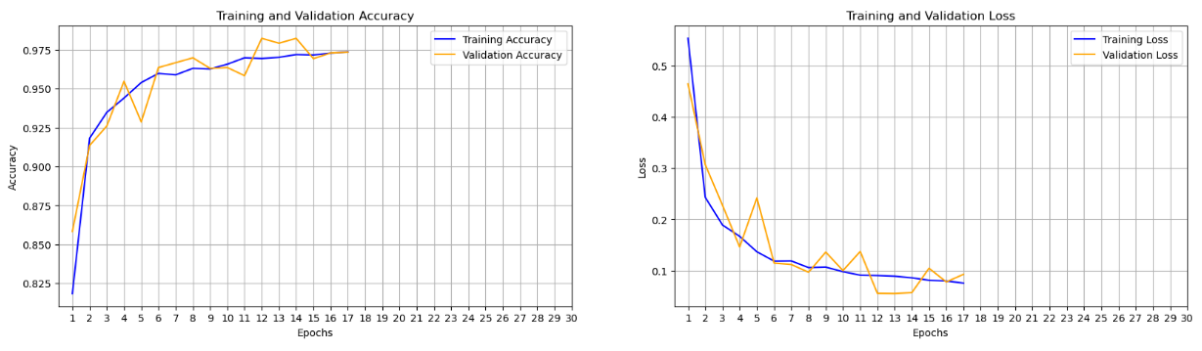 Training and Validation Accuracy
Training Accuracy
Validation Accuracy
0.975
0.950
0.925
0.900
0.875
0.850
0.825
Accuracy
1 2 3 4 5 6 7 8 9 10 11 12 13 14 15 16 17 18 19 20 21 22 23 24 25 26 27 28 29 30
Epochs
Training and Validation Loss
Training Loss
Validation Loss
0.5
0.4
0.3
0.2
0.1
Loss
1 2 3 4 5 6 7 8 9 10 11 12 13 14 15 16 17 18 19 20 21 22 23 24 25 26 27 28 29 30
Epochs